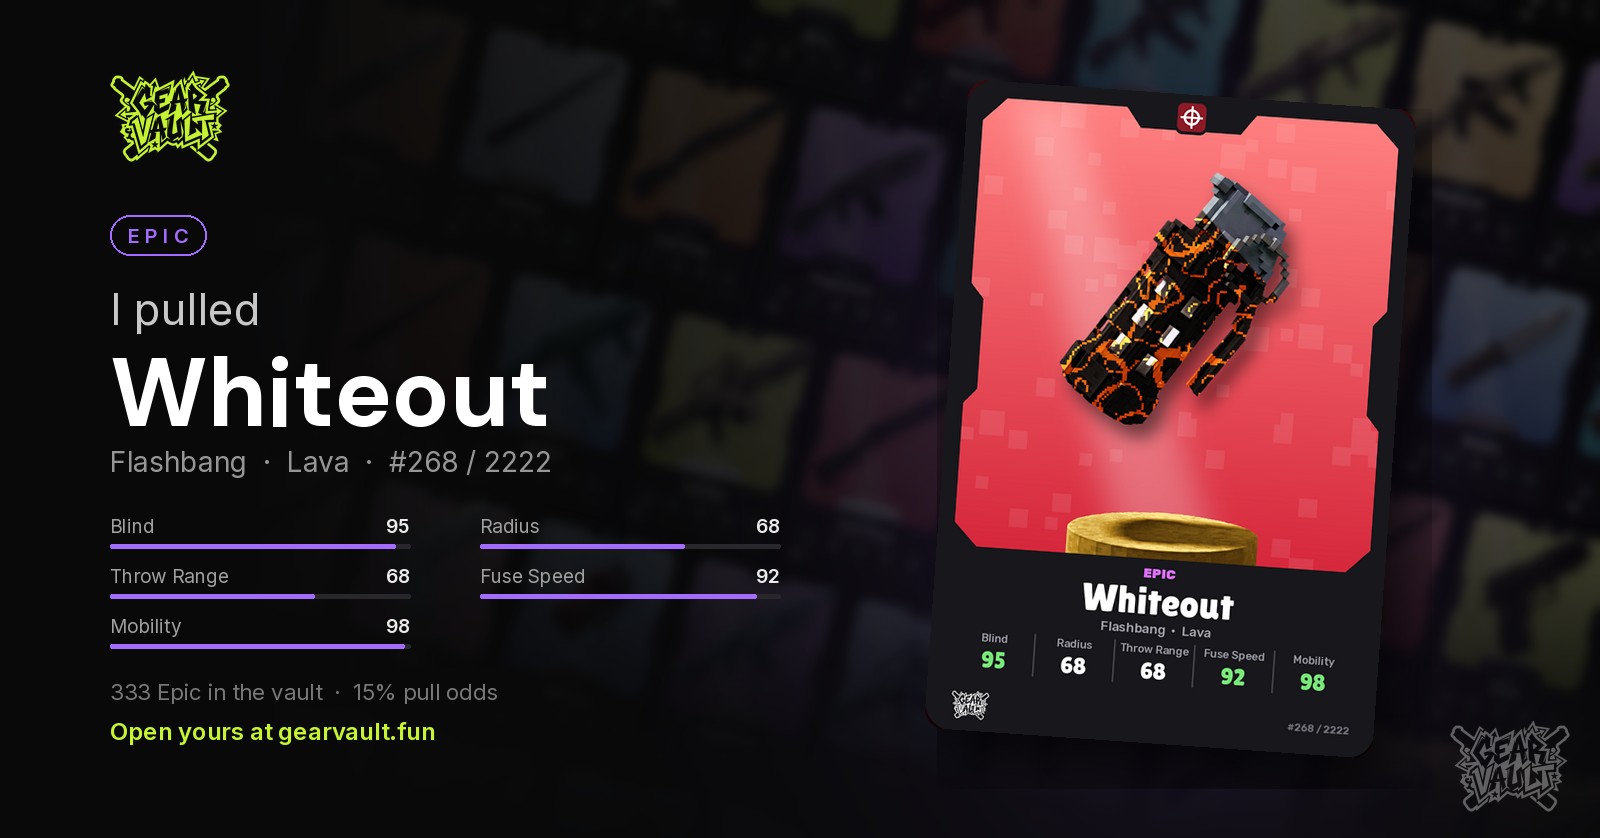 GEAR
VAULT
EPIC
I pulled
Whiteout
Flashbang · Lava · #268 / 2222
Blind 95
Radius 68
Throw Range 68
Fuse Speed 92
Mobility 98
333 Epic in the vault · 15% pull odds
Open yours at gearvault.fun
EPIC
Whiteout
Flashbang · Lava
Blind Radius Throw Range Fuse Speed Mobility
95 68 68 92 98
GEAR
VAULT
#268 / 2222
GEAR
VAULT